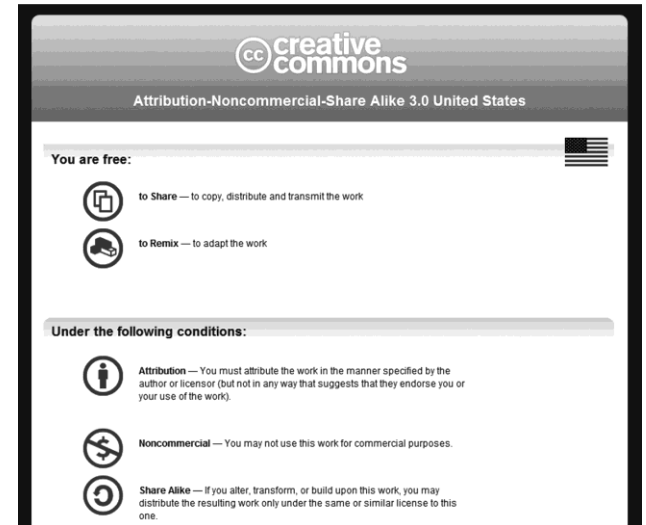 cc creative
commons
Attribution-Noncommercial-Share Alike 3.0 United States
You are free:
to Share — to copy, distribute and transmit the work
to Remix — to adapt the work
Under the following conditions:
Attribution — You must attribute the work in the manner specified by the
author or licensor (but not in any way that suggests that they endorse you or
your use of the work).
Noncommercial — You may not use this work for commercial purposes.
Share Alike — If you alter, transform, or build upon this work, you may
distribute the resulting work only under the same or similar license to this
one.